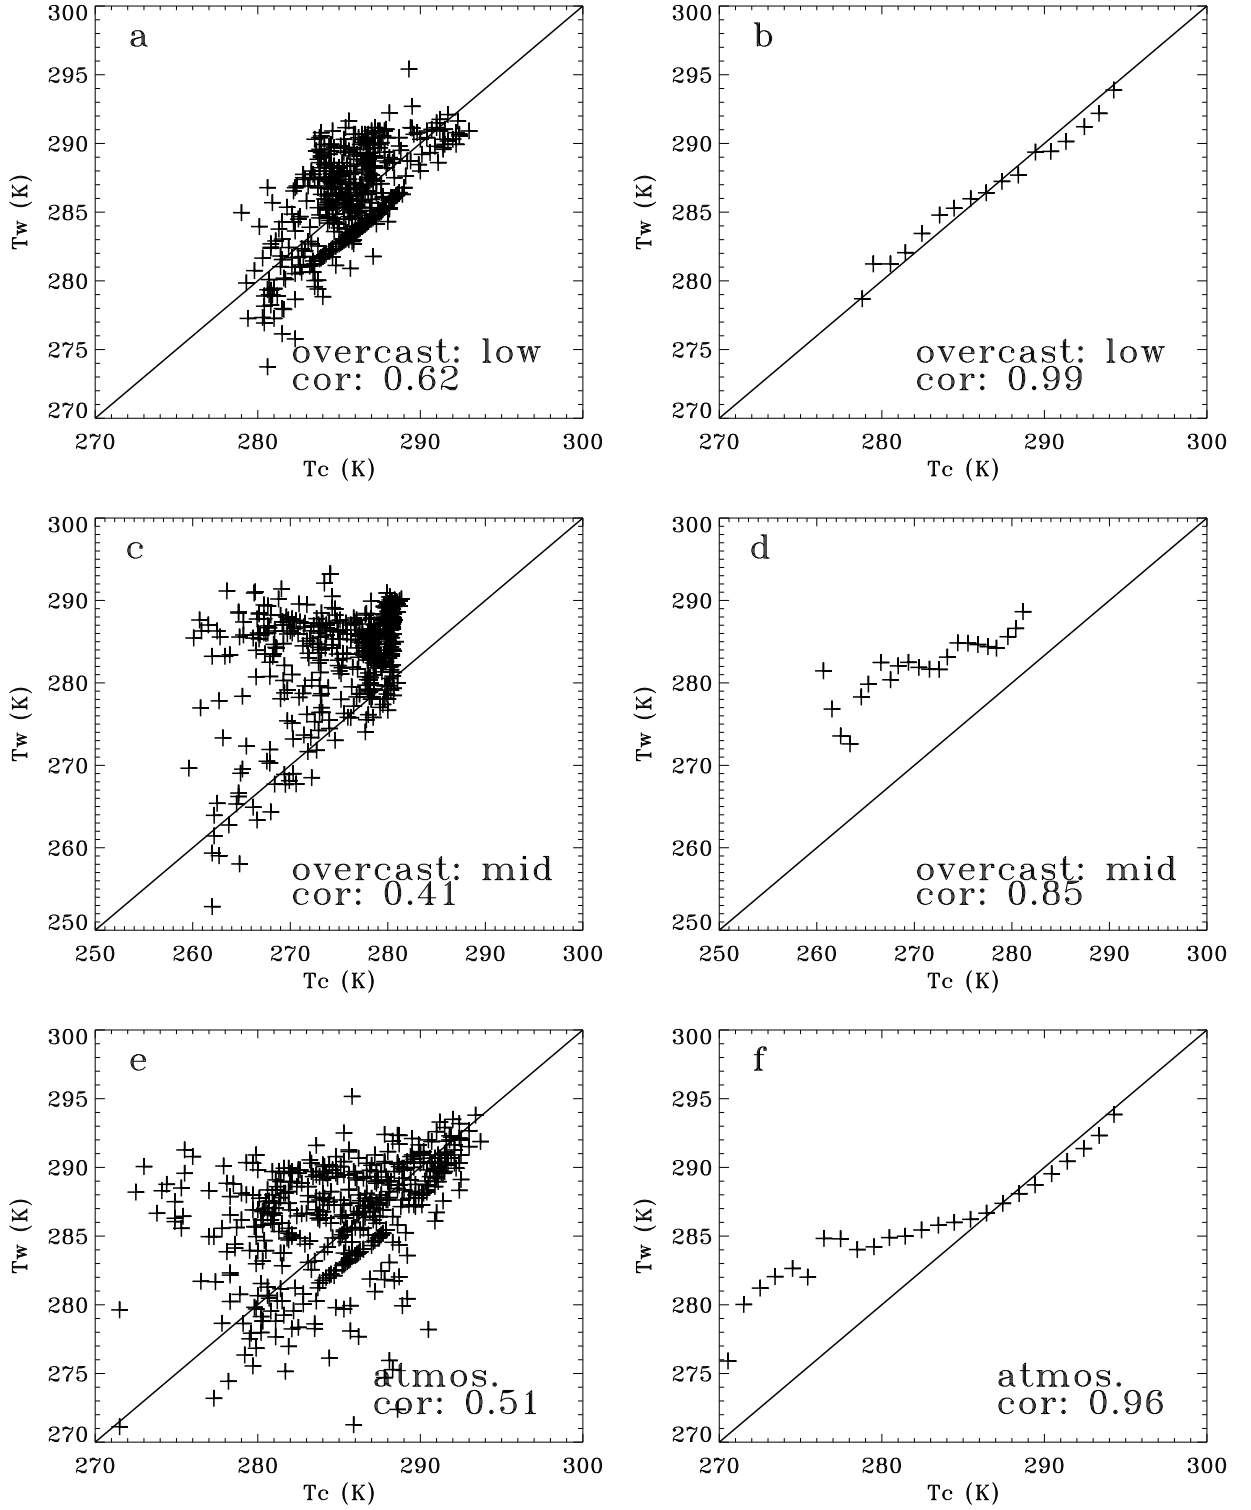 300
295
290
285
280
275
270
Tw (K)
a
overcast: low
cor: 0.62
270
280
290
300
Tc (K)
300
295
290
285
280
275
270
Tw (K)
b
overcast: low
cor: 0.99
270
280
290
300
Tc (K)
300
290
280
270
260
250
Tw (K)
c
overcast: mid
cor: 0.41
250
260
270
280
290
300
Tc (K)
300
290
280
270
260
250
Tw (K)
d
overcast: mid
cor: 0.85
250
260
270
280
290
300
Tc (K)
300
295
290
285
280
275
270
Tw (K)
e
atmos.
cor: 0.51
270
280
290
300
Tc (K)
300
295
290
285
280
275
270
Tw (K)
f
atmos.
cor: 0.96
270
280
290
300
Tc (K)